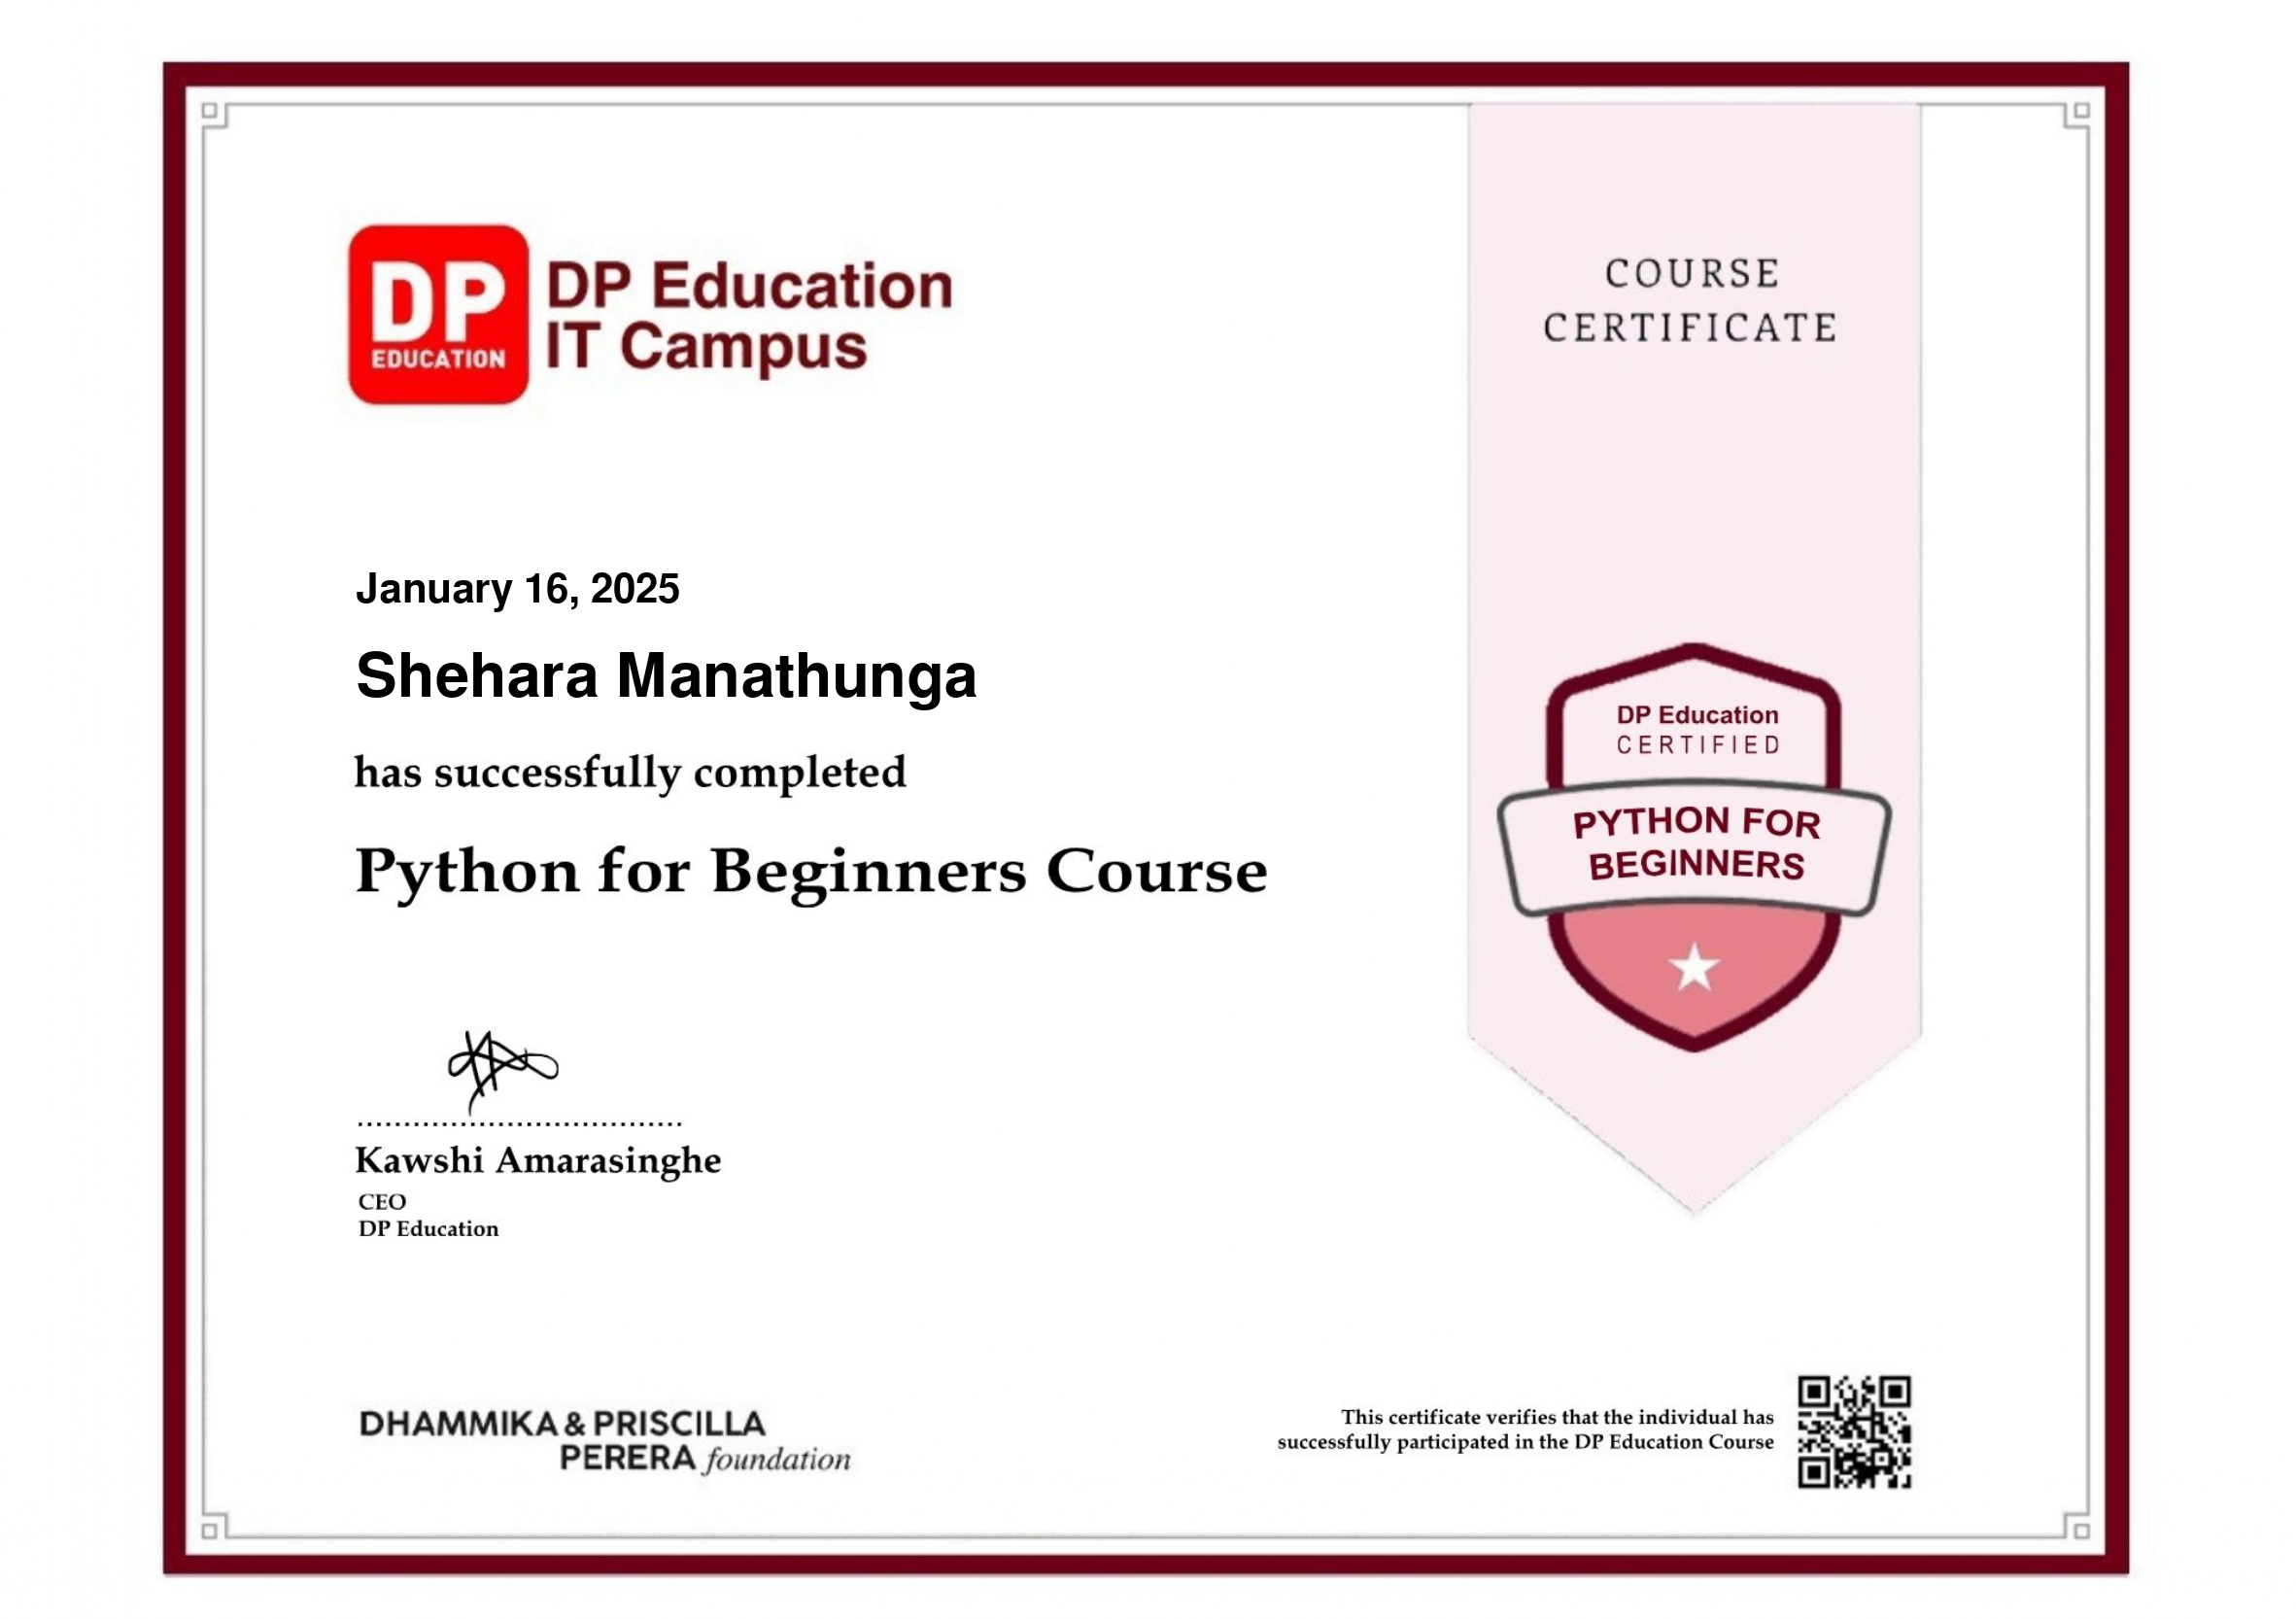 DP
EDUCATION
DP Education
IT Campus
COURSE
CERTIFICATE
January 16, 2025
Shehara Manathunga
has successfully completed
Python for Beginners Course
DP Education
CERTIFIED
PYTHON FOR
BEGINNERS
Kawshi Amarasinghe
CEO
DP Education
DHAMMIKA & PRISCILLA
PERERA foundation
This certificate verifies that the individual has
successfully participated in the DP Education Course